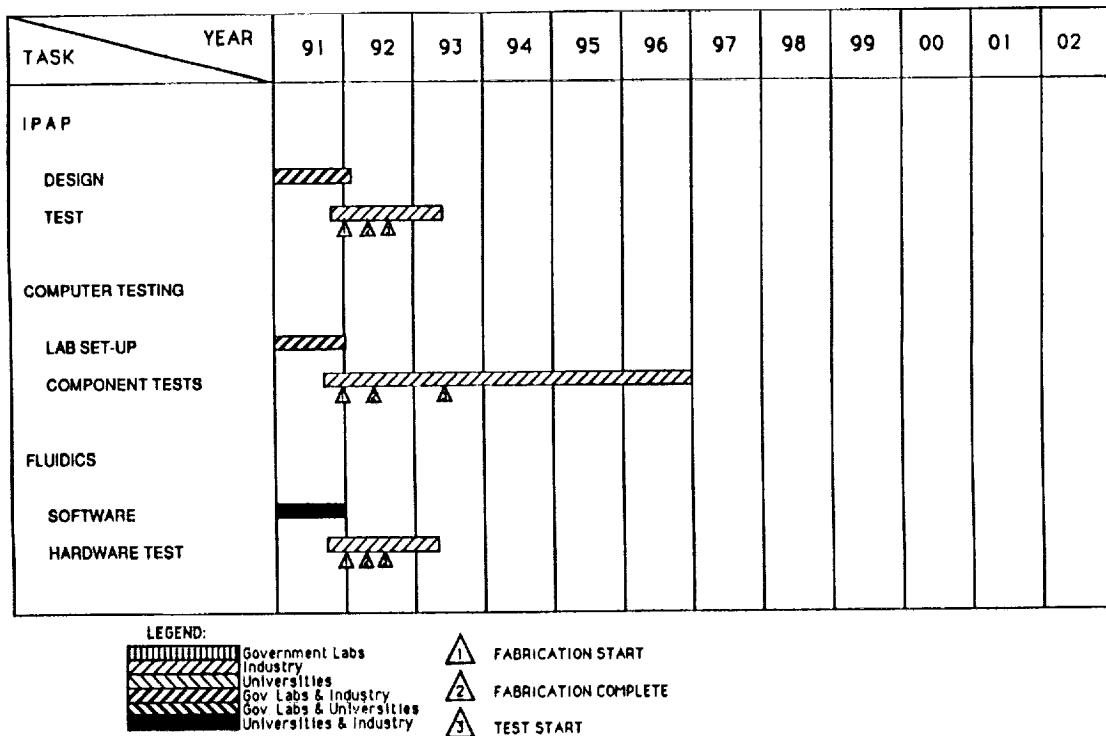 YEAR
TASK
91 92 93 94 95 96 97 98 99 00 01 02
I P A P
DESIGN
TEST
COMPUTER TESTING
LAB SET-UP
COMPONENT TESTS
FLUIDICS
SOFTWARE
HARDWARE TEST
LEGEND:
Government Labs
Industry
Universities
Gov. Labs & Industry
Gov. Labs & Universities
Universities & Industry
1 FABRICATION START
2 FABRICATION COMPLETE
3 TEST START